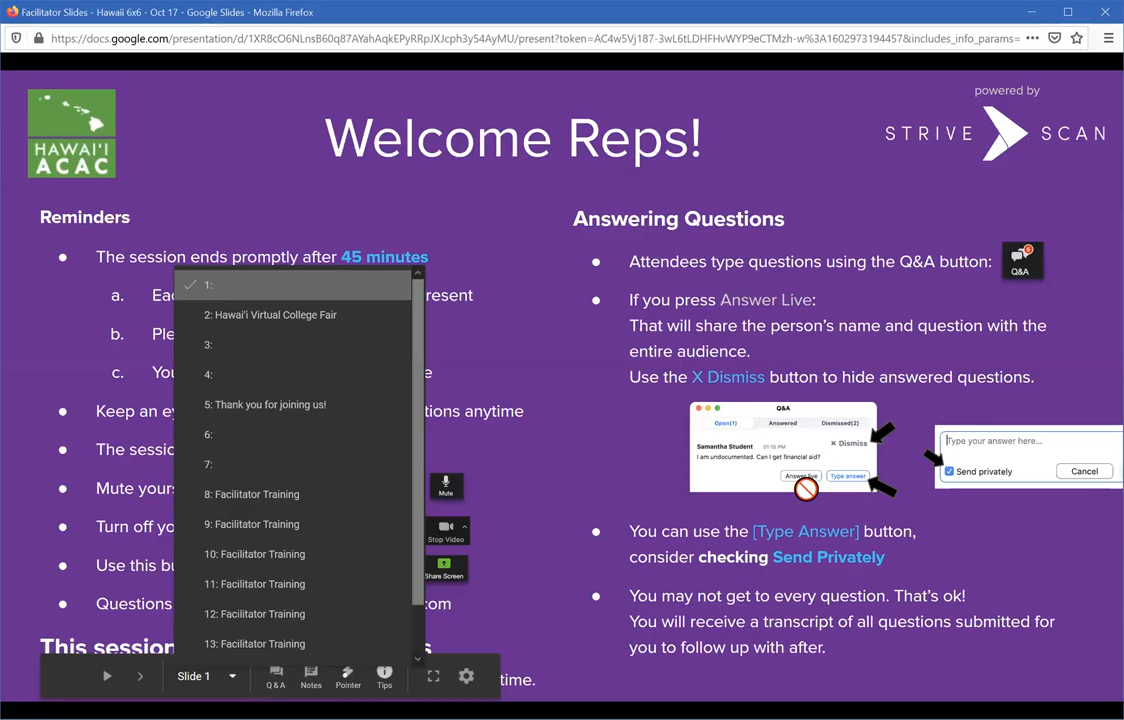 Facilitator Slides - Hawaii 6x6 - Oct 17 - Google Slides - Mozilla Firefox
https://docs.google.com/presentation/d/1XR8cO6NLnsB60q87AYahAqkEPyRRpJXJcph3y54AyMU/present?token=AC4w5Vj187-3wL6tLDHFHvWYP9eCTMzh-w%3A1602973194457&includes_info_params=
HAWAI'I
ACAC
Welcome Reps!
powered by
STRIVE SCAN
Reminders
The session ends promptly after 45 minutes
a. Eac present
b. Ple
c. You e
Keep an ey tions anytime
The sessio
Mute yours
Mute
Turn off yo
Stop Video
Use this bu
Share Screen
Questions com
This session s
time.
1:
2: Hawai'i Virtual College Fair
3:
4:
5: Thank you for joining us!
6:
7:
8: Facilitator Training
9: Facilitator Training
10: Facilitator Training
11: Facilitator Training
12: Facilitator Training
13: Facilitator Training
Slide 1
Q & A
Notes
Pointer
Tips
Answering Questions
Attendees type questions using the Q&A button:
6
Q&A
If you press Answer Live:
That will share the person's name and question with the
entire audience.
Use the X Dismiss button to hide answered questions.
Q&A
Open(1) Answered Dismissed(2)
Samantha Student 01:15 PM × Dismiss
I am undocumented. Can I get financial aid?
Answer live Type answer
Type your answer here...
Send privately Cancel
You can use the [Type Answer] button,
consider checking Send Privately
You may not get to every question. That's ok!
You will receive a transcript of all questions submitted for
you to follow up with after.